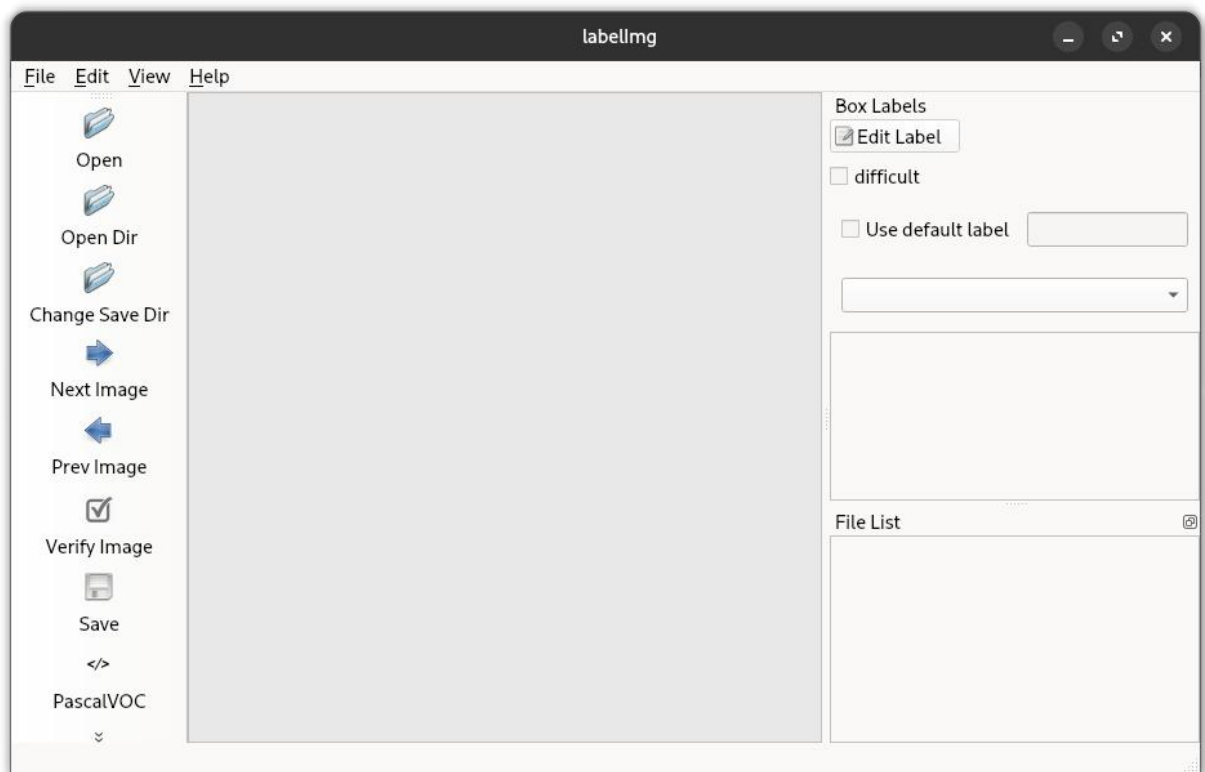 labelImg
File Edit View Help
Open
Open Dir
Change Save Dir
Next Image
Prev Image
Verify Image
Save
</>
PascalVOC
Box Labels
Edit Label
difficult
Use default label
File List